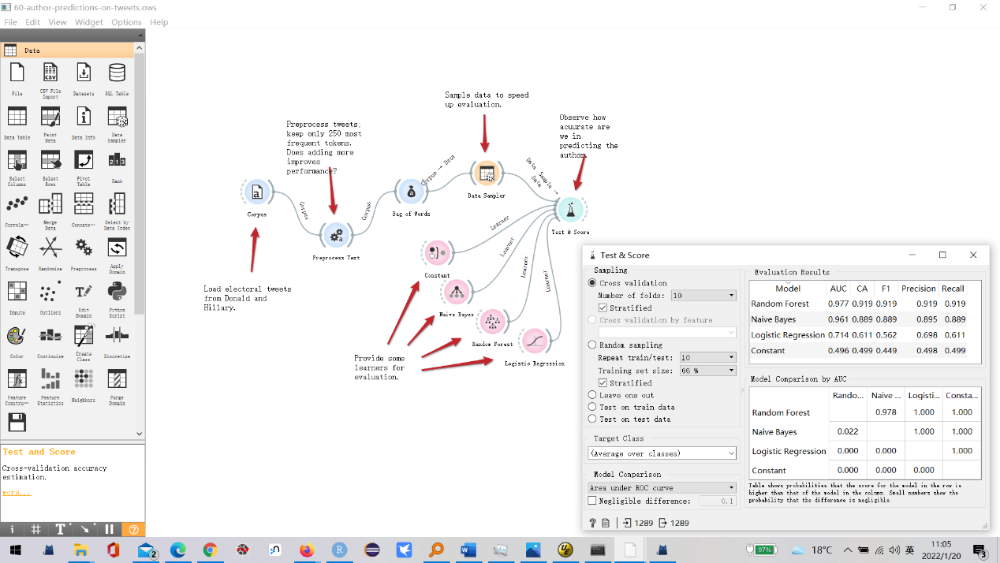 60-author-predictions-on-tweets.ows
File Edit View Widget Options Help
Data
File
CSV File Import
Datasets
SQL Table
Data Table
Paint Data
Data Info
Data Sampler
Select Columns
Select Rows
Pivot Table
Rank
Correla…
Merge Data
Concate…
Select by Data Index
Transpose
Randomize
Preprocess
Apply Domain
Impute
Outliers
Edit Domain
Python Script
Color
Continuize
Create Class
Discretize
Feature Constru…
Feature Statistics
Neighbors
Purge Domain
Test and Score
Cross-validation accuracy
estimation.
more...
Sample data to speed
up evaluation.
Preprocess tweets;
keep only 250 most
frequent tokens.
Does adding more
improves
performance?
Observe how
acuurate are
we in
predicting the
author.
Corpus → Data
Data Sample → Data
Data Sampler
Corpus
Corpus
Corpus
Bag of Words
Preprocess Text
Test & Score
Learner
Learner
Learner
Learner
Constant
Naive Bayes
Random Forest
Logistic Regression
Load electoral tweets
from Donald and
Hillary.
Provide some
learners for
evaluation.
Test & Score
Sampling
Cross validation
Number of folds: 10
Stratified
Cross validation by feature
Random sampling
Repeat train/test: 10
Training set size: 66 %
Stratified
Leave one out
Test on train data
Test on test data
Target Class
(Average over classes)
Model Comparison
Area under ROC curve
Negligible difference: 0.1
? 1289 1289
Evaluation Results
Model AUC CA F1 Precision Recall
Random Forest 0.977 0.919 0.919 0.919 0.919
Naive Bayes 0.961 0.889 0.889 0.895 0.889
Logistic Regression 0.714 0.611 0.562 0.698 0.611
Constant 0.496 0.499 0.449 0.498 0.499
Model Comparison by AUC
Rando... Naive ... Logisti... Consta...
Random Forest 0.978 1.000 1.000
Naive Bayes 0.022 1.000 1.000
Logistic Regression 0.000 0.000 1.000
Constant 0.000 0.000 0.000
Table shows probabilities that the score for the model in the row is
higher than that of the model in the column. Small numbers show the
probability that the difference is negligible.
97%
18°C
英
11:05
2022/1/20
2
3